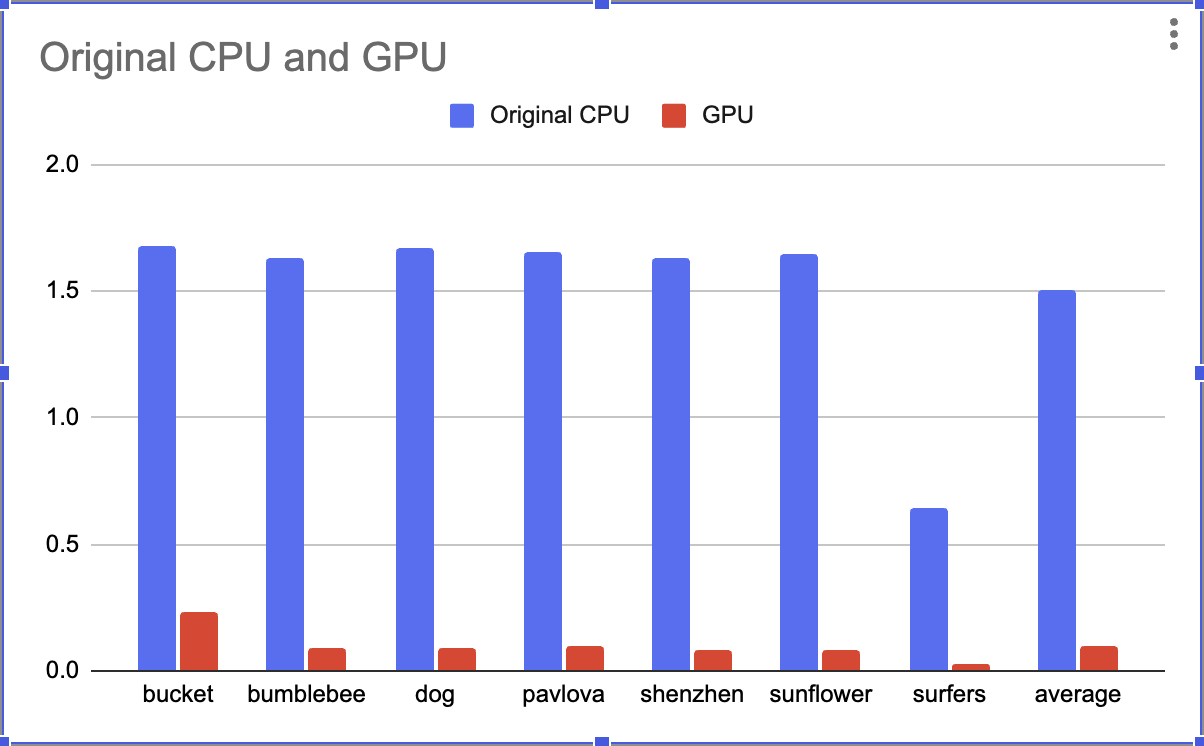 Original CPU and GPU
Original CPU GPU
2.0
1.5
1.0
0.5
0.0
bucket bumblebee dog pavlova shenzhen sunflower surfers average